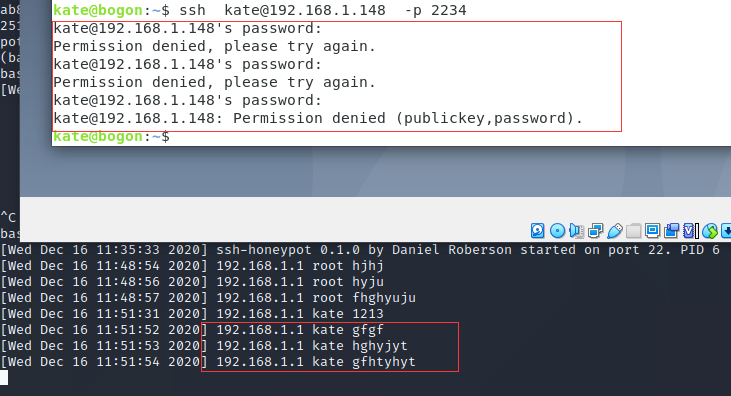 ab8
251
pot
(ba
bas
[We
kate@bogon:~$ ssh  kate@192.168.1.148  -p 2234
kate@192.168.1.148's password:
Permission denied, please try again.
kate@192.168.1.148's password:
Permission denied, please try again.
kate@192.168.1.148's password:
kate@192.168.1.148: Permission denied (publickey,password).
kate@bogon:~$
^C
bas
[Wed Dec 16 11:35:33 2020] ssh-honeypot 0.1.0 by Daniel Roberson started on port 22. PID 6
[Wed Dec 16 11:48:54 2020] 192.168.1.1 root hjhj
[Wed Dec 16 11:48:56 2020] 192.168.1.1 root hyju
[Wed Dec 16 11:48:57 2020] 192.168.1.1 root fhghyuju
[Wed Dec 16 11:51:31 2020] 192.168.1.1 kate 1213
[Wed Dec 16 11:51:52 2020] 192.168.1.1 kate gfgf
[Wed Dec 16 11:51:53 2020] 192.168.1.1 kate hghyjyt
[Wed Dec 16 11:51:54 2020] 192.168.1.1 kate gfhtyhyt